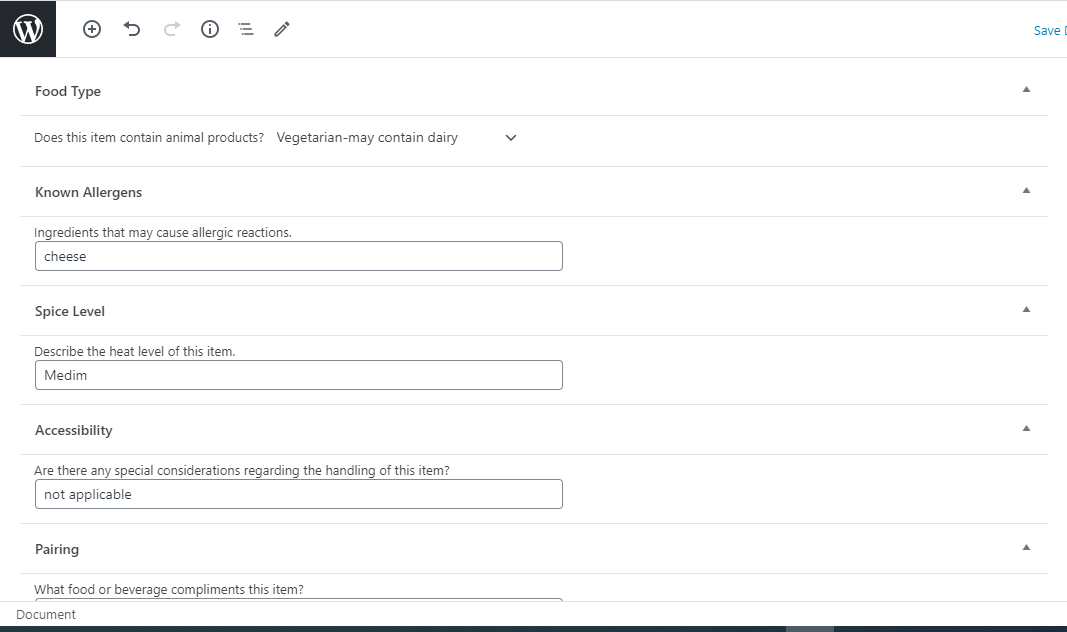 Save
Food Type
Does this item contain animal products? Vegetarian-may contain dairy
Known Allergens
Ingredients that may cause allergic reactions.
cheese
Spice Level
Describe the heat level of this item.
Medim
Accessibility
Are there any special considerations regarding the handling of this item?
not applicable
Pairing
What food or beverage compliments this item?
Document